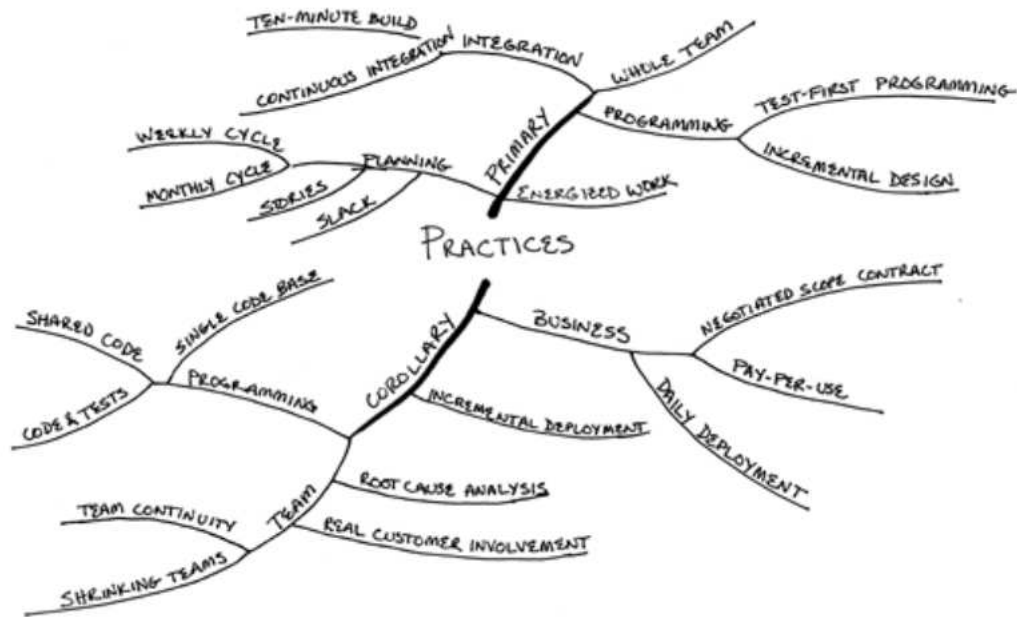 TEN-MINUTE BUILD
CONTINUOUS INTEGRATION
INTEGRATION
WHOLE TEAM
PROGRAMMING
TEST-FIRST PROGRAMMING
INCREMENTAL DESIGN
PRIMARY
WEEKLY CYCLE
MONTHLY CYCLE
PLANNING
STORIES
SLACK
ENERGIZED WORK
PRACTICES
SHARED CODE
SINGLE CODE BASE
CODE & TESTS
PROGRAMMING
COROLLARY
BUSINESS
NEGOTIATED SCOPE CONTRACT
PAY-PER-USE
DAILY DEPLOYMENT
INCREMENTAL DEPLOYMENT
TEAM
ROOT CAUSE ANALYSIS
REAL CUSTOMER INVOLVEMENT
TEAM CONTINUITY
SHRINKING TEAMS